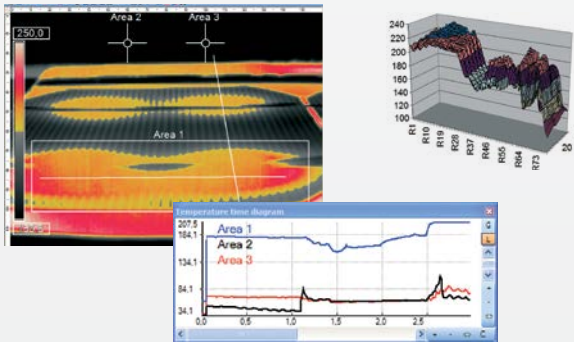 Area 2
Area 3
250,0
Area 1
240
220
200
180
160
140
120
100
R1
R10
R19
R28
R37
R46
R55
R64
R73
20
Temperature time diagram
207,5
184,1
134,1
84,1
34,1
Area 1
Area 2
Area 3
0,0
0,5
1,0
1,5
2,0
2,5